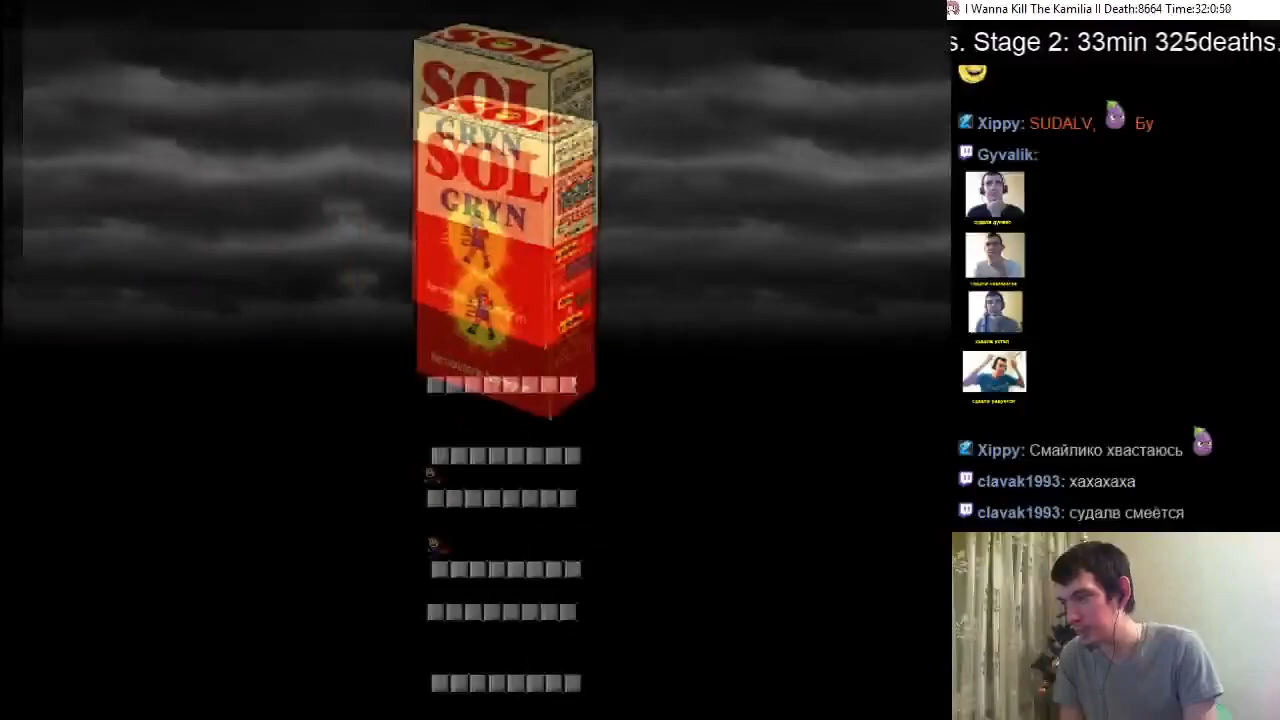 I Wanna Kill The Kamilia II Death:8664 Time:32:0:50
s. Stage 2: 33min 325deaths.
SOL
SOL
GRYN
SOL
GRYN
Xippy: SUDALV, Бу
Gyvalik:
Xippy: Смайлико хвастаюсь
clavak1993: хахахаха
clavak1993: судалв смеётся